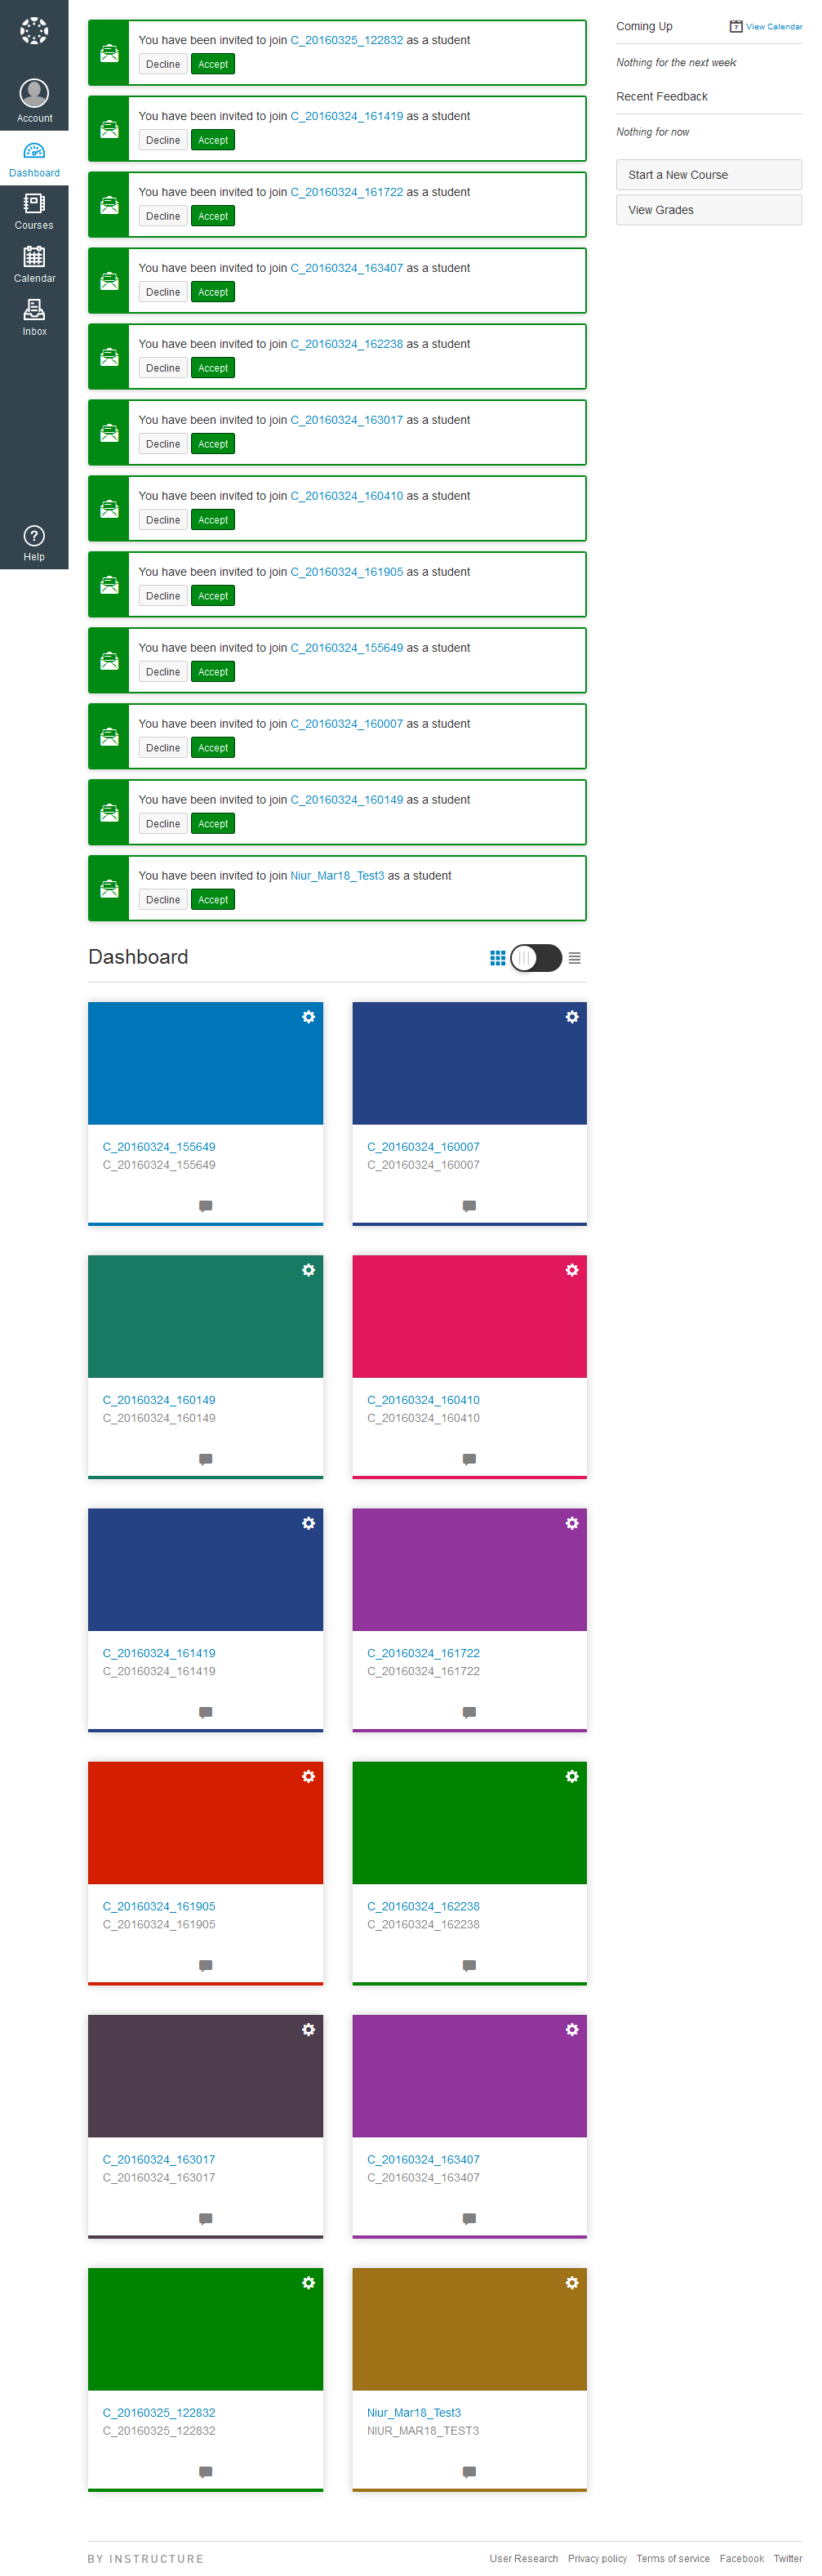 Account
Dashboard
Courses
Calendar
Inbox
Help
You have been invited to join C_20160325_122832 as a student
Decline Accept
You have been invited to join C_20160324_161419 as a student
Decline Accept
You have been invited to join C_20160324_161722 as a student
Decline Accept
You have been invited to join C_20160324_163407 as a student
Decline Accept
You have been invited to join C_20160324_162238 as a student
Decline Accept
You have been invited to join C_20160324_163017 as a student
Decline Accept
You have been invited to join C_20160324_160410 as a student
Decline Accept
You have been invited to join C_20160324_161905 as a student
Decline Accept
You have been invited to join C_20160324_155649 as a student
Decline Accept
You have been invited to join C_20160324_160007 as a student
Decline Accept
You have been invited to join C_20160324_160149 as a student
Decline Accept
You have been invited to join Niur_Mar18_Test3 as a student
Decline Accept
Coming Up
7 View Calendar
Nothing for the next week
Recent Feedback
Nothing for now
Start a New Course
View Grades
Dashboard
C_20160324_155649
C_20160324_155649
C_20160324_160007
C_20160324_160007
C_20160324_160149
C_20160324_160149
C_20160324_160410
C_20160324_160410
C_20160324_161419
C_20160324_161419
C_20160324_161722
C_20160324_161722
C_20160324_161905
C_20160324_161905
C_20160324_162238
C_20160324_162238
C_20160324_163017
C_20160324_163017
C_20160324_163407
C_20160324_163407
C_20160325_122832
C_20160325_122832
Niur_Mar18_Test3
NIUR_MAR18_TEST3
BY INSTRUCTURE
User Research Privacy policy Terms of service Facebook Twitter